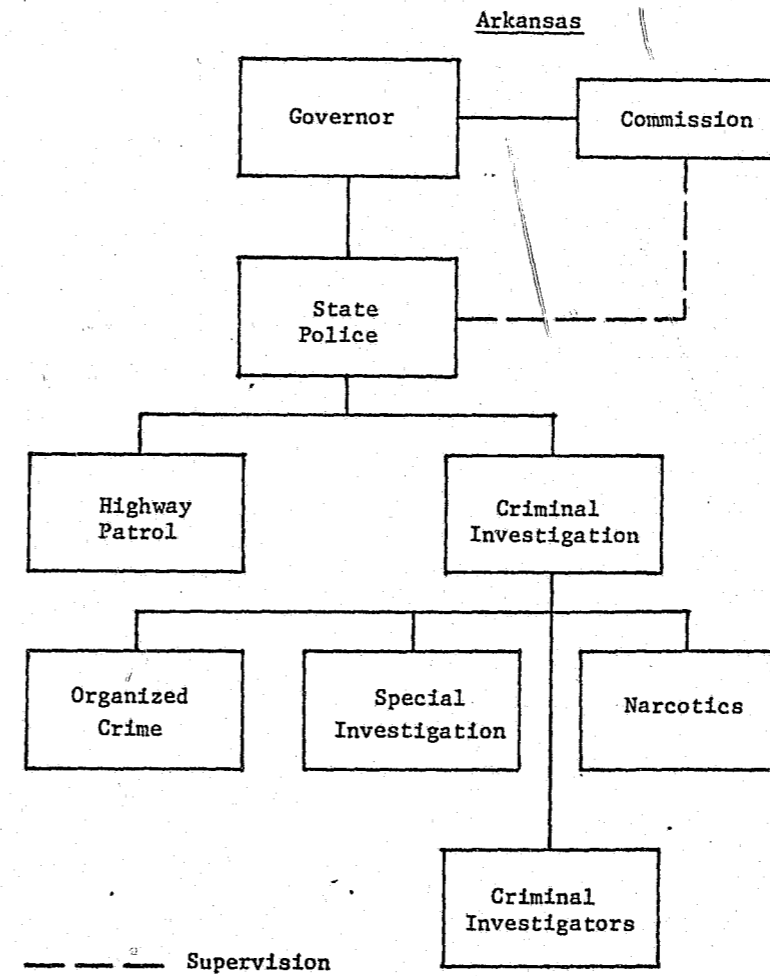 Arkansas
Governor
Commission
State
Police
Highway
Patrol
Criminal
Investigation
Organized
Crime
Special
Investigation
Narcotics
Criminal
Investigators
Supervision